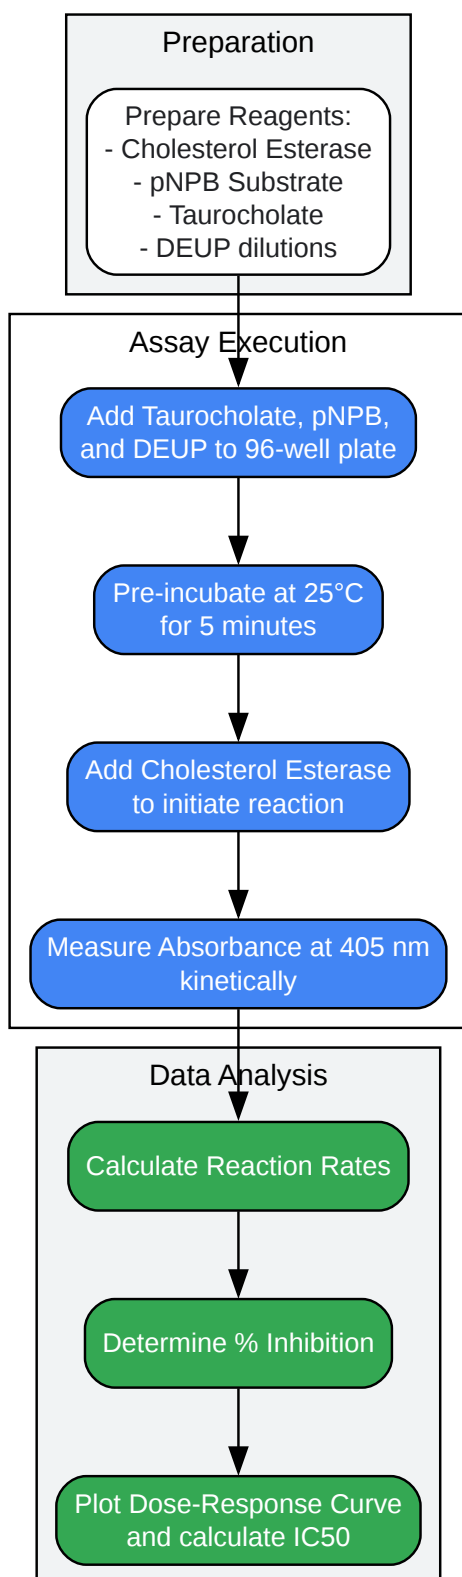 Preparation
Prepare Reagents:
- Cholesterol Esterase
- pNPB Substrate
- Taurocholate
- DEUP dilutions
Assay Execution
Add Taurocholate, pNPB,
and DEUP to 96-well plate
Pre-incubate at 25°C
for 5 minutes
Add Cholesterol Esterase
to initiate reaction
Measure Absorbance at 405 nm
kinetically
Data Analysis
Calculate Reaction Rates
Determine % Inhibition
Plot Dose-Response Curve
and calculate IC50